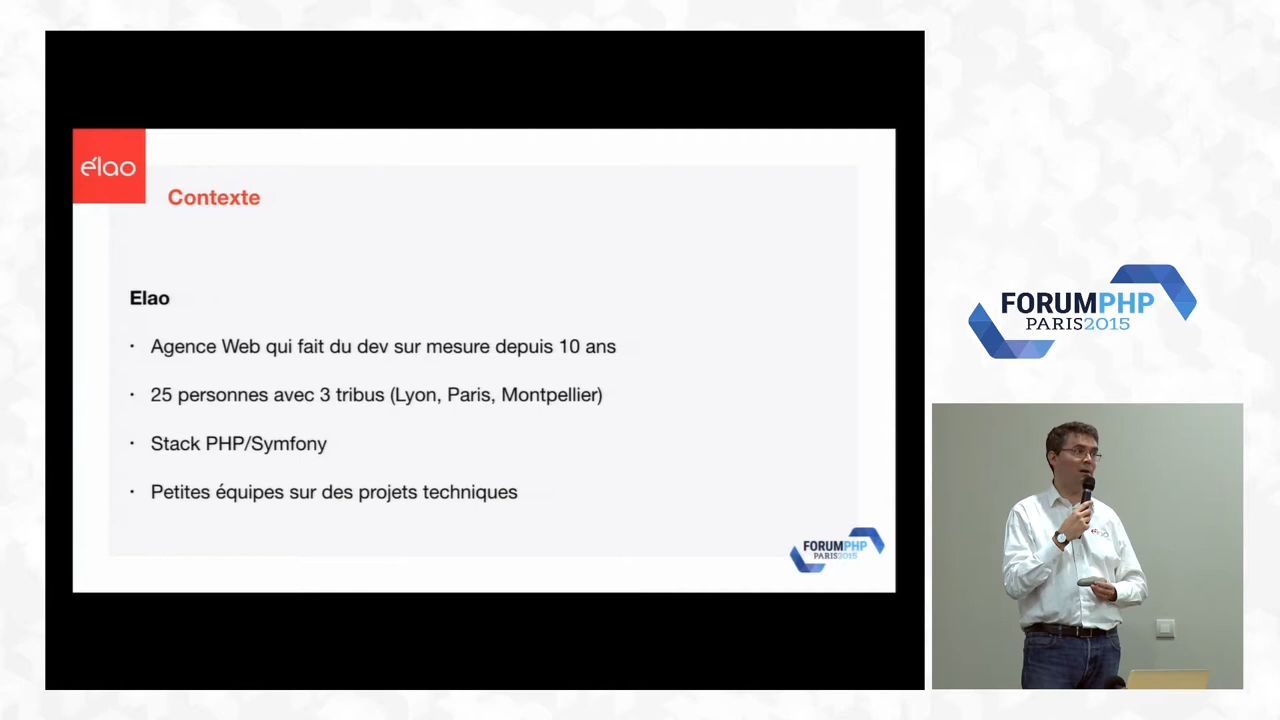 élao
Contexte
Elao
· Agence Web qui fait du dev sur mesure depuis 10 ans
· 25 personnes avec 3 tribus (Lyon, Paris, Montpellier)
· Stack PHP/Symfony
· Petites équipes sur des projets techniques
FORUMPHP
PARIS2015
FORUMPHP
PARIS2015